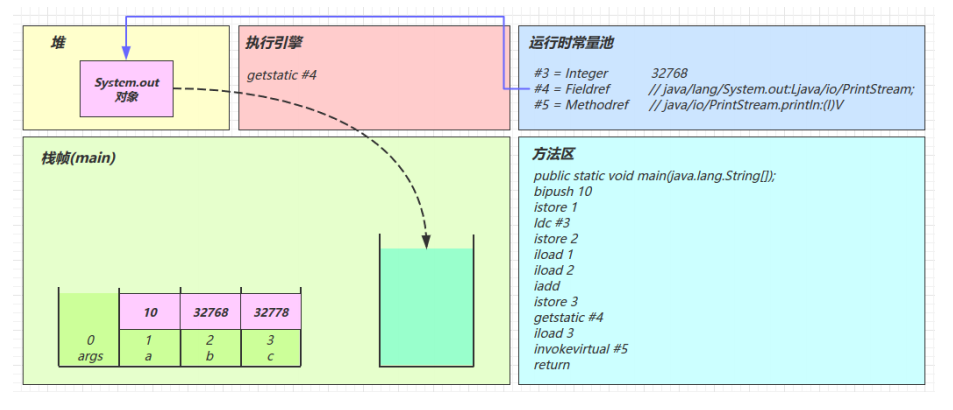 堆
System.out
对象
执行引擎
getstatic #4
运行时常量池
#3 = Integer 32768
#4 = Fieldref // java/lang/System.out:Ljava/io/PrintStream;
#5 = Methodref // java/io/PrintStream.println:(I)V
栈帧(main)
10 32768 32778
0 1 2 3
args a b c
方法区
public static void main(java.lang.String[]);
bipush 10
istore 1
ldc #3
istore 2
iload 1
iload 2
iadd
istore 3
getstatic #4
iload 3
invokevirtual #5
return